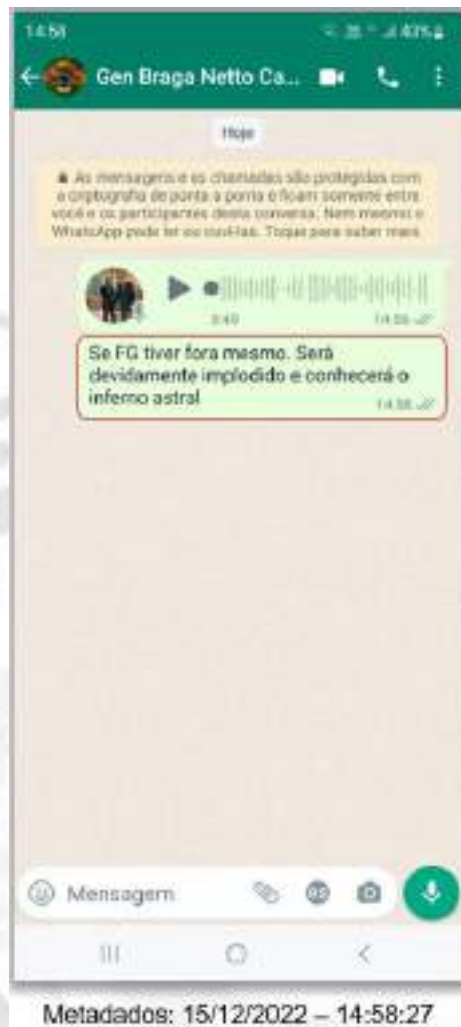 14:58
43%
Gen Braga Netto Ca...
Hoje
As mensagens e as chamadas são protegidas com
a criptografia de ponta a ponta e ficam somente entre
você e os participantes desta conversa. Nem mesmo o
WhatsApp pode ler ou ouvi-las. Toque para saber mais.
0:40
14:58
Se FG tiver fora mesmo. Será
devidamente implodido e conhecerá o
inferno astral
14:58
Mensagem
Metadados: 15/12/2022 – 14:58:27